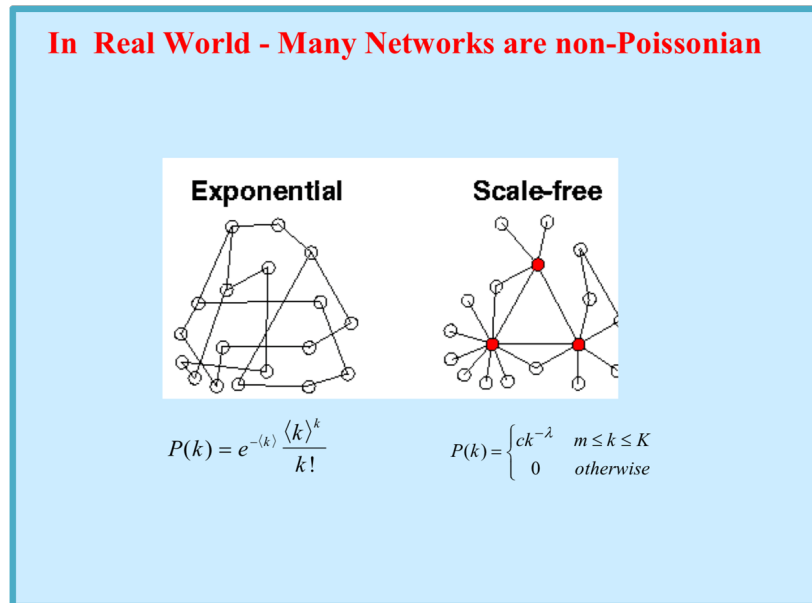 In Real World - Many Networks are non-Poissonian
Exponential Scale-free
P(k) = e^{-⟨k⟩} ⟨k⟩^k / k!
P(k) = { ck^{-λ} m ≤ k ≤ K
0 otherwise